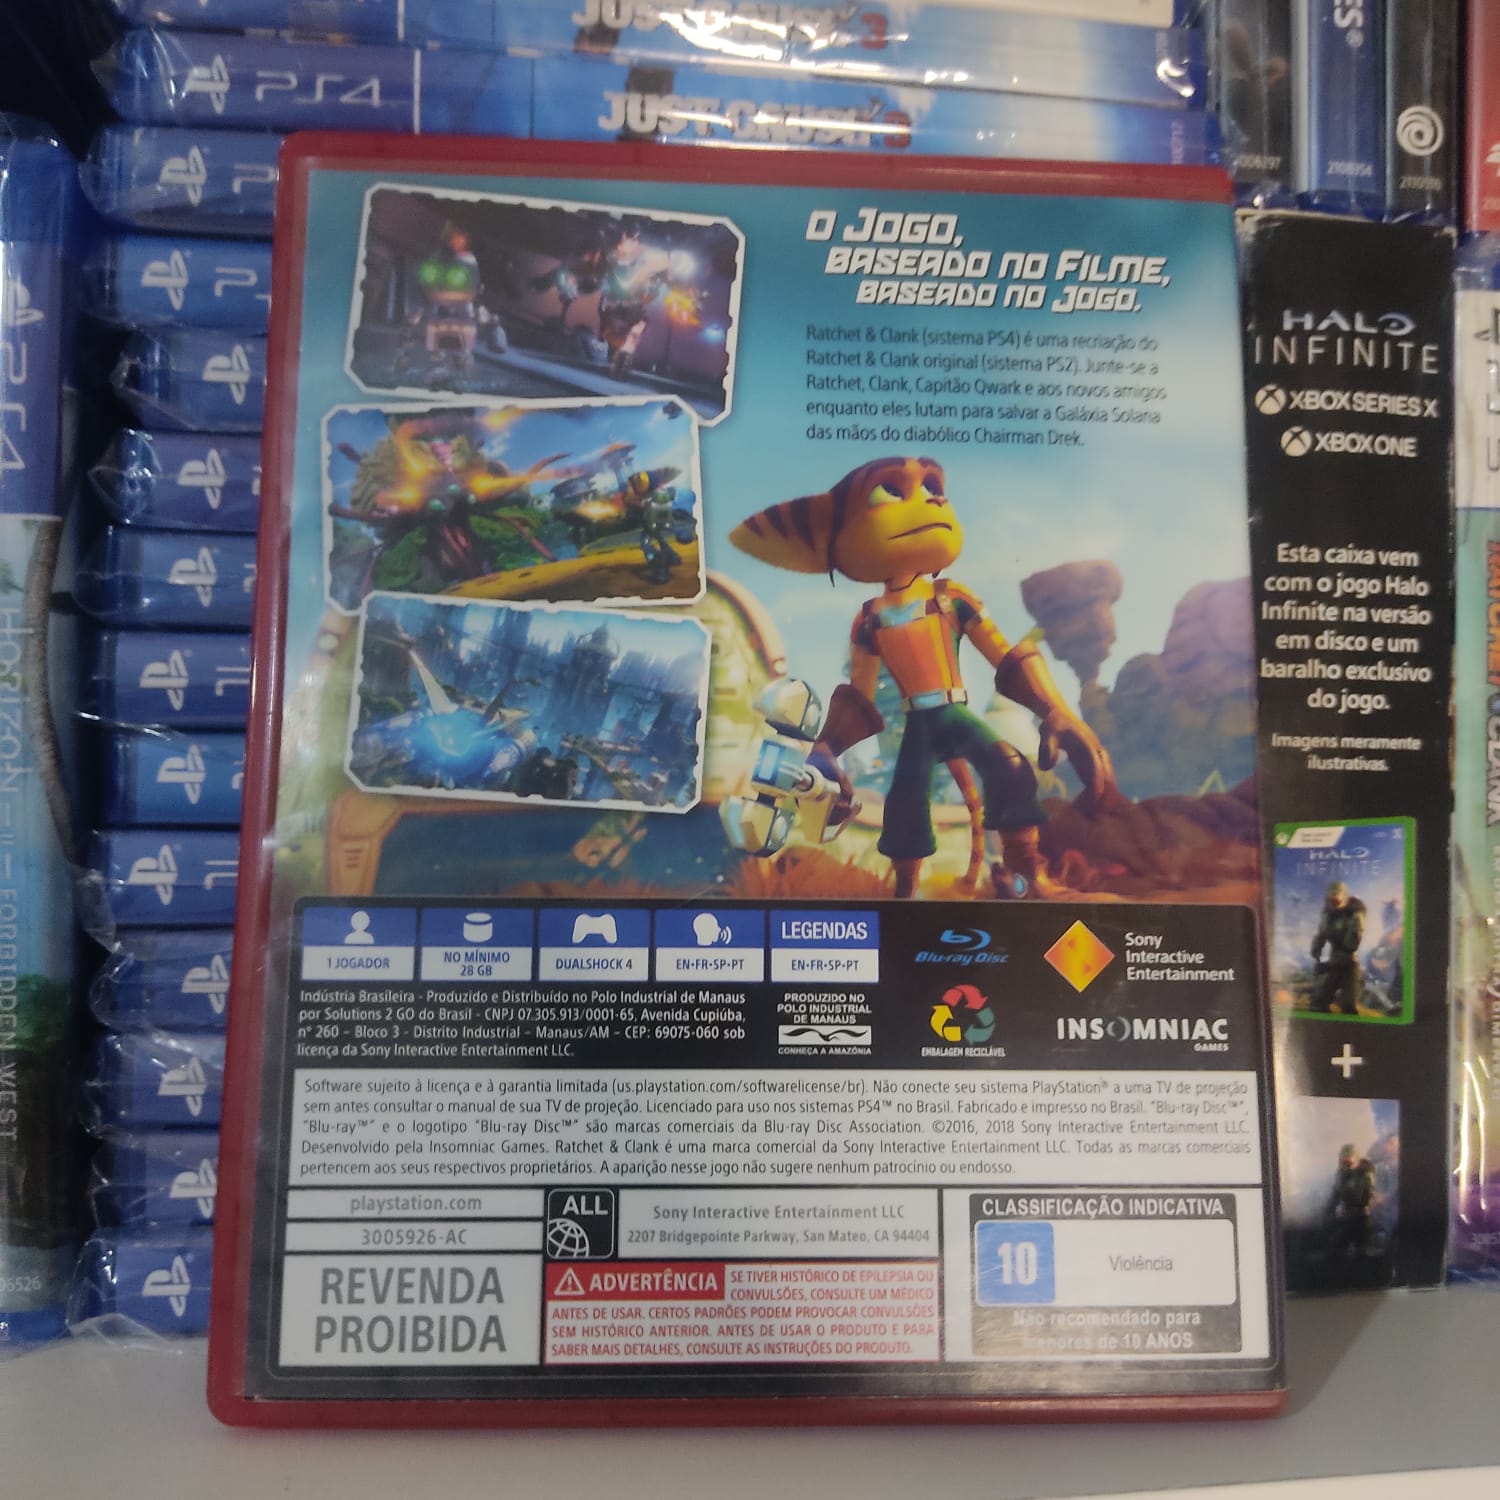 JUST CAUSE 3
PS4
JUST CAUSE 3
O JOGO,
BASEADO NO FILME,
BASEADO NO JOGO.
Ratchet & Clank (sistema PS4) é uma recriação do
Ratchet & Clank original (sistema PS2). Junte-se a
Ratchet, Clank, Capitão Qwark e aos novos amigos
enquanto eles lutam para salvar a Galáxia Solana
das mãos do diabólico Chairman Drek.
1 JOGADOR
NO MÍNIMO
28 GB
DUALSHOCK 4
EN-FR-SP-PT
LEGENDAS
EN-FR-SP-PT
Blu-ray Disc
Sony
Interactive
Entertainment
Indústria Brasileira - Produzido e Distribuído no Polo Industrial de Manaus
por Solutions 2 GO do Brasil - CNPJ 07.305.913/0001-65, Avenida Cupiúba,
nº 260 – Bloco 3 - Distrito Industrial – Manaus/AM – CEP: 69075-060 sob
licença da Sony Interactive Entertainment LLC.
PRODUZIDO NO
POLO INDUSTRIAL
DE MANAUS
CONHEÇA A AMAZÔNIA
EMBALAGEM RECICLÁVEL
INSOMNIAC
GAMES
Software sujeito à licença e à garantia limitada (us.playstation.com/softwarelicense/br). Não conecte seu sistema PlayStation® a uma TV de projeção
sem antes consultar o manual de sua TV de projeção. Licenciado para uso nos sistemas PS4™ no Brasil. Fabricado e impresso no Brasil. "Blu-ray Disc™",
"Blu-ray™" e o logotipo "Blu-ray Disc™" são marcas comerciais da Blu-ray Disc Association. ©2016, 2018 Sony Interactive Entertainment LLC.
Desenvolvido pela Insomniac Games. Ratchet & Clank é uma marca comercial da Sony Interactive Entertainment LLC. Todas as marcas comerciais
pertencem aos seus respectivos proprietários. A aparição nesse jogo não sugere nenhum patrocínio ou endosso.
playstation.com
3005926-AC
REVENDA
PROIBIDA
ALL
Sony Interactive Entertainment LLC
2207 Bridgepointe Parkway, San Mateo, CA 94404
ADVERTÊNCIA SE TIVER HISTÓRICO DE EPILEPSIA OU
CONVULSÕES, CONSULTE UM MÉDICO
ANTES DE USAR. CERTOS PADRÕES PODEM PROVOCAR CONVULSÕES
SEM HISTÓRICO ANTERIOR. ANTES DE USAR O PRODUTO E PARA
SABER MAIS DETALHES, CONSULTE AS INSTRUÇÕES DO PRODUTO.
CLASSIFICAÇÃO INDICATIVA
10
Violência
Não recomendado para
menores de 10 ANOS
HALO
INFINITE
XBOX SERIES X
XBOX ONE
Esta caixa vem
com o jogo Halo
Infinite na versão
em disco e um
baralho exclusivo
do jogo.
Imagens meramente
ilustrativas.
HALO
INFINITE
+
PS4
HORIZON
FORBIDDEN WEST
2108954